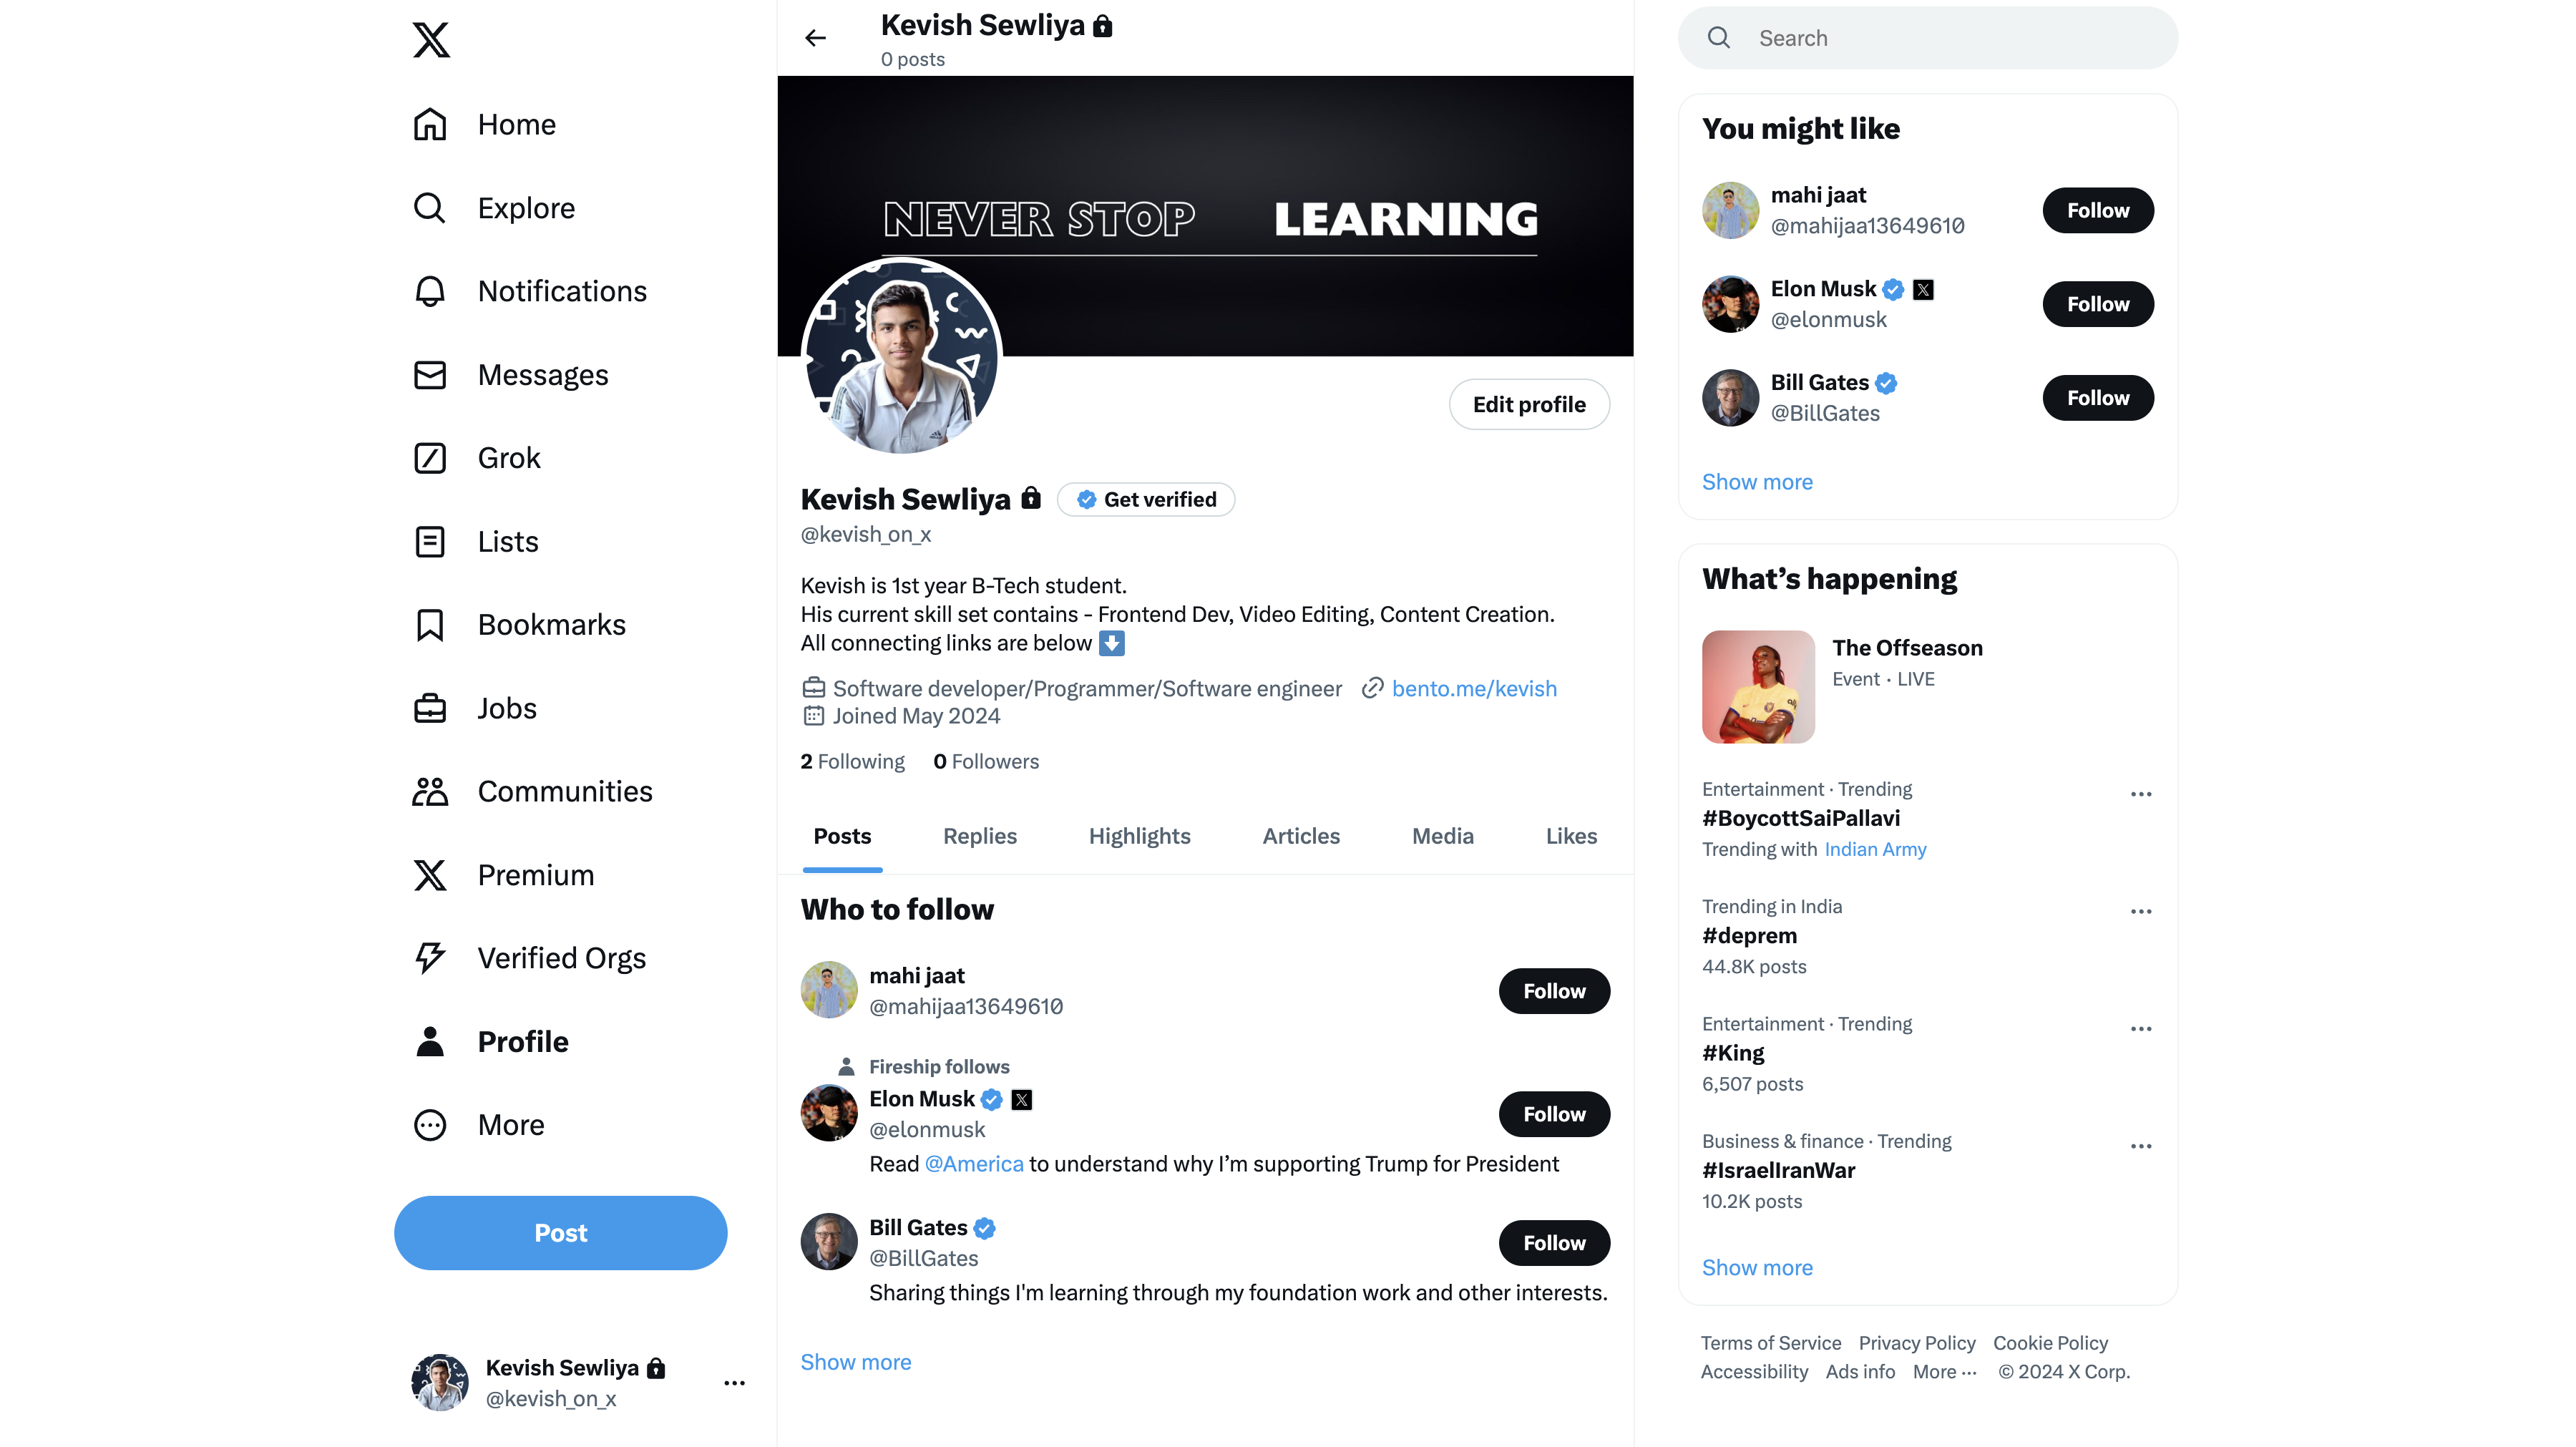 Home
Explore
Notifications
Messages
Grok
Lists
Bookmarks
Jobs
Communities
Premium
Verified Orgs
Profile
More
Post
Kevish Sewliya
@kevish_on_x
Kevish Sewliya
0 posts
NEVER STOP LEARNING
Edit profile
Kevish Sewliya Get verified
@kevish_on_x
Kevish is 1st year B-Tech student.
His current skill set contains - Frontend Dev, Video Editing, Content Creation.
All connecting links are below ⬇️
Software developer/Programmer/Software engineer bento.me/kevish
Joined May 2024
2 Following 0 Followers
Posts Replies Highlights Articles Media Likes
Who to follow
mahi jaat
@mahijaa13649610
Follow
Fireship follows
Elon Musk
@elonmusk
Follow
Read @America to understand why I’m supporting Trump for President
Bill Gates
@BillGates
Follow
Sharing things I'm learning through my foundation work and other interests.
Show more
Search
You might like
mahi jaat
@mahijaa13649610
Follow
Elon Musk
@elonmusk
Follow
Bill Gates
@BillGates
Follow
Show more
What’s happening
The Offseason
Event · LIVE
Entertainment · Trending
#BoycottSaiPallavi
Trending with Indian Army
Trending in India
#deprem
44.8K posts
Entertainment · Trending
#King
6,507 posts
Business & finance · Trending
#IsraelIranWar
10.2K posts
Show more
Terms of Service Privacy Policy Cookie Policy
Accessibility Ads info More ··· © 2024 X Corp.